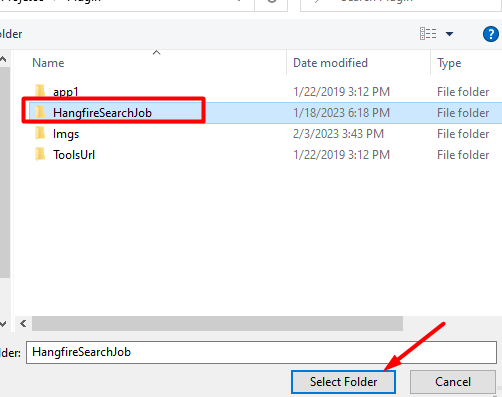 older
Name Date modified Type
app1 1/22/2019 3:12 PM File folder
HangfireSearchJob 1/18/2023 6:18 PM File folder
Imgs 2/3/2023 3:43 PM File folder
ToolsUrl 1/22/2019 3:12 PM File folder
lder: HangfireSearchJob
Select Folder Cancel